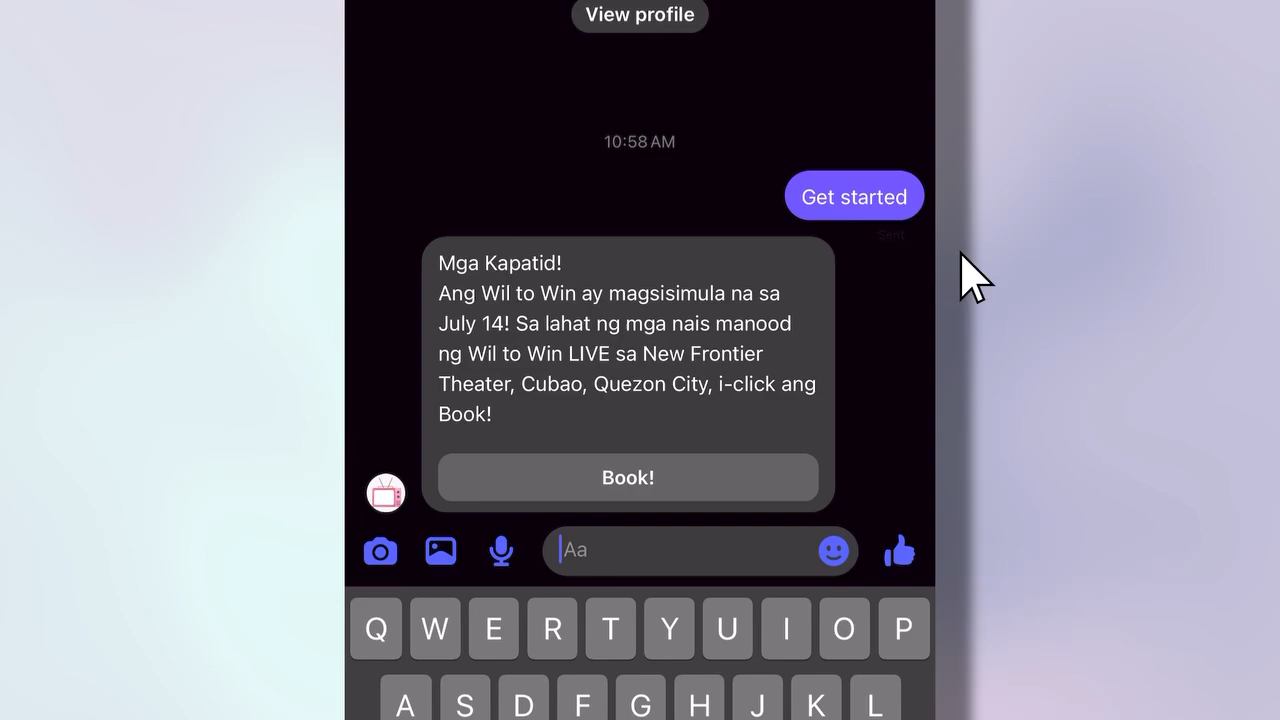 View profile
10:58 AM
Get started
Sent
Mga Kapatid!
Ang Wil to Win ay magsisimula na sa
July 14! Sa lahat ng mga nais manood
ng Wil to Win LIVE sa New Frontier
Theater, Cubao, Quezon City, i-click ang
Book!
Book!
Aa
Q W E R T Y U I O P
A S D F G H J K L